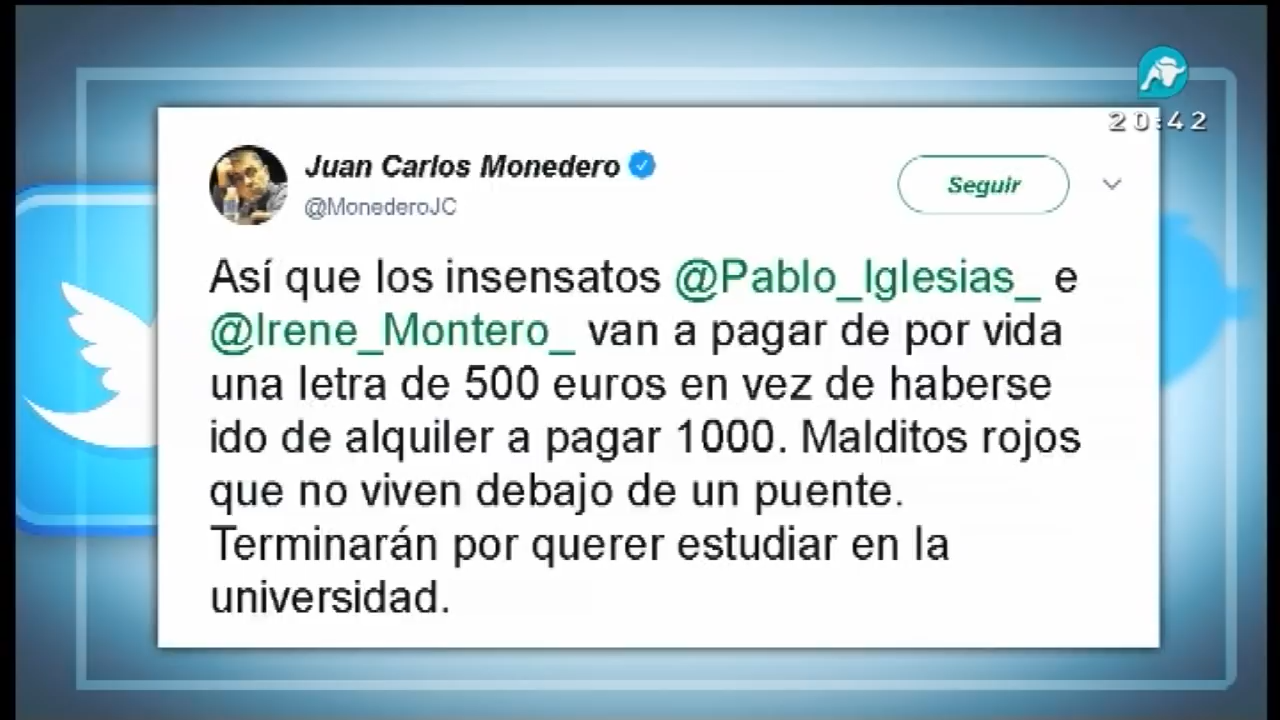 20:42
Juan Carlos Monedero
@MonederoJC
Seguir
Así que los insensatos @Pablo_Iglesias_ e
@Irene_Montero_ van a pagar de por vida
una letra de 500 euros en vez de haberse
ido de alquiler a pagar 1000. Malditos rojos
que no viven debajo de un puente.
Terminarán por querer estudiar en la
universidad.